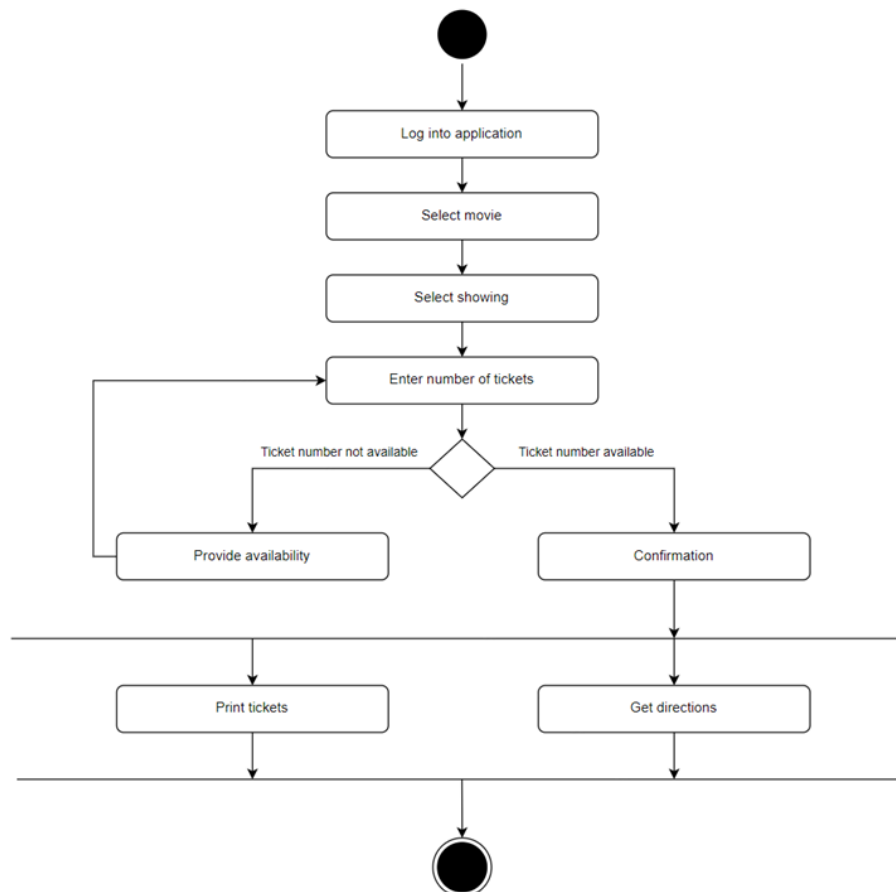 Log into application
Select movie
Select showing
Enter number of tickets
Ticket number not available
Ticket number available
Provide availability
Confirmation
Print tickets
Get directions